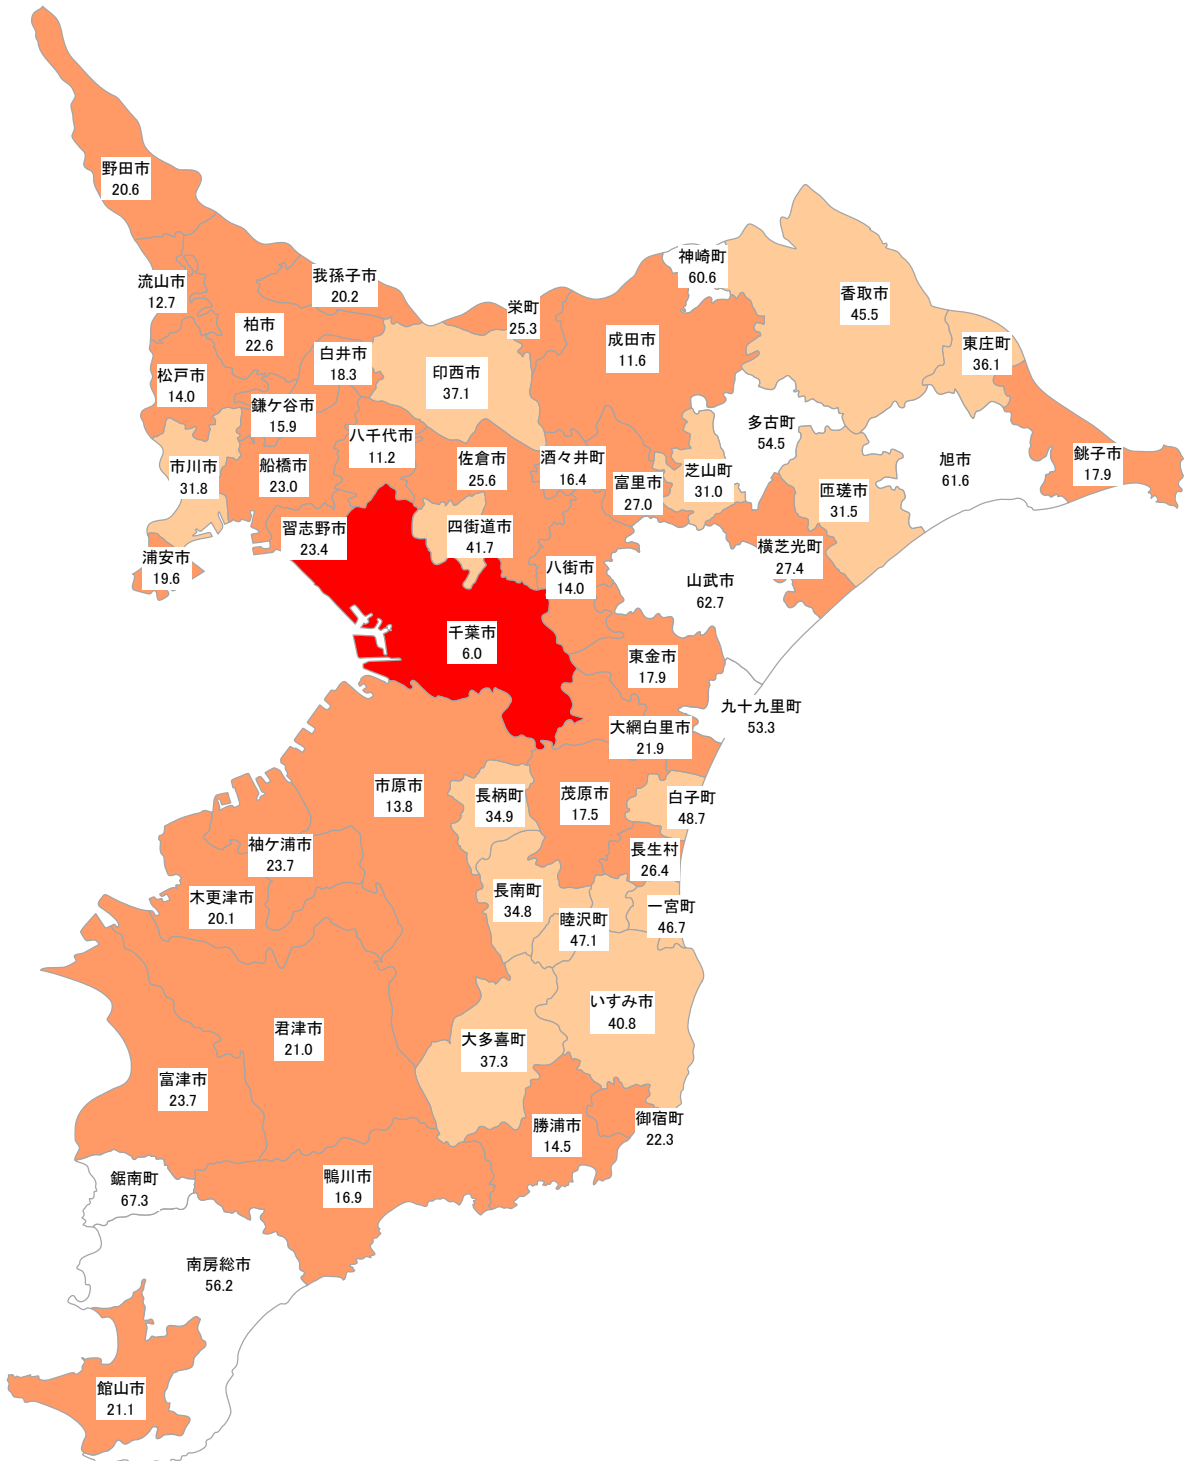 野田市
20.6
流山市
12.7
我孫子市
20.2
柏市
22.6
白井市
18.3
松戸市
14.0
鎌ケ谷市
15.9
印西市
37.1
栄町
25.3
成田市
11.6
神崎町
60.6
香取市
45.5
東庄町
36.1
多古町
54.5
旭市
61.6
銚子市
17.9
市川市
31.8
船橋市
23.0
八千代市
11.2
佐倉市
25.6
酒々井町
16.4
富里市
27.0
芝山町
31.0
匝瑳市
31.5
浦安市
19.6
習志野市
23.4
四街道市
41.7
八街市
14.0
山武市
62.7
横芝光町
27.4
千葉市
6.0
東金市
17.9
九十九里町
53.3
大網白里市
21.9
市原市
13.8
長柄町
34.9
茂原市
17.5
白子町
48.7
袖ケ浦市
23.7
長生村
26.4
木更津市
20.1
長南町
34.8
睦沢町
47.1
一宮町
46.7
いすみ市
40.8
君津市
21.0
大多喜町
37.3
富津市
23.7
勝浦市
14.5
御宿町
22.3
鋸南町
67.3
鴨川市
16.9
南房総市
56.2
館山市
21.1